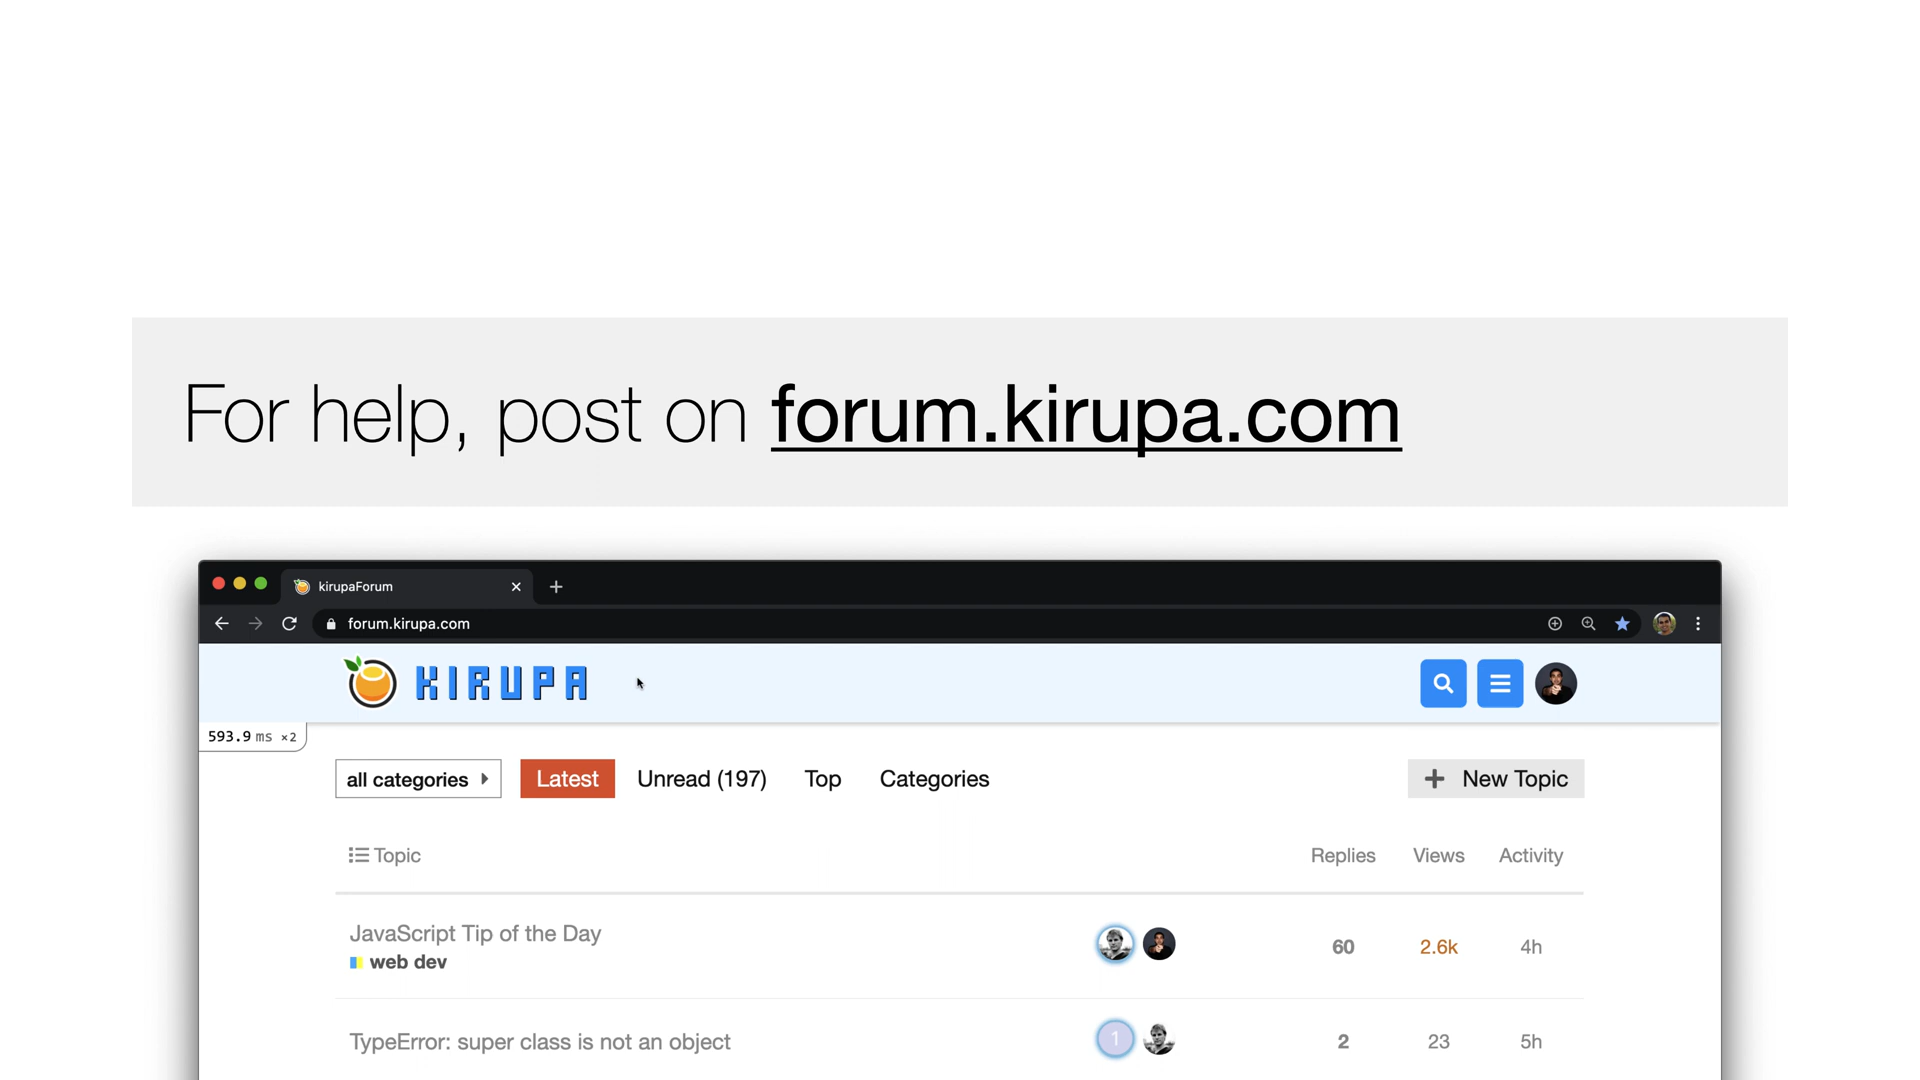 For help, post on forum.kirupa.com
kirupaForum
forum.kirupa.com
KIRUPA
593.9 ms ×2
all categories Latest Unread (197) Top Categories New Topic
Topic Replies Views Activity
JavaScript Tip of the Day 60 2.6k 4h
web dev
TypeError: super class is not an object 1 2 23 5h